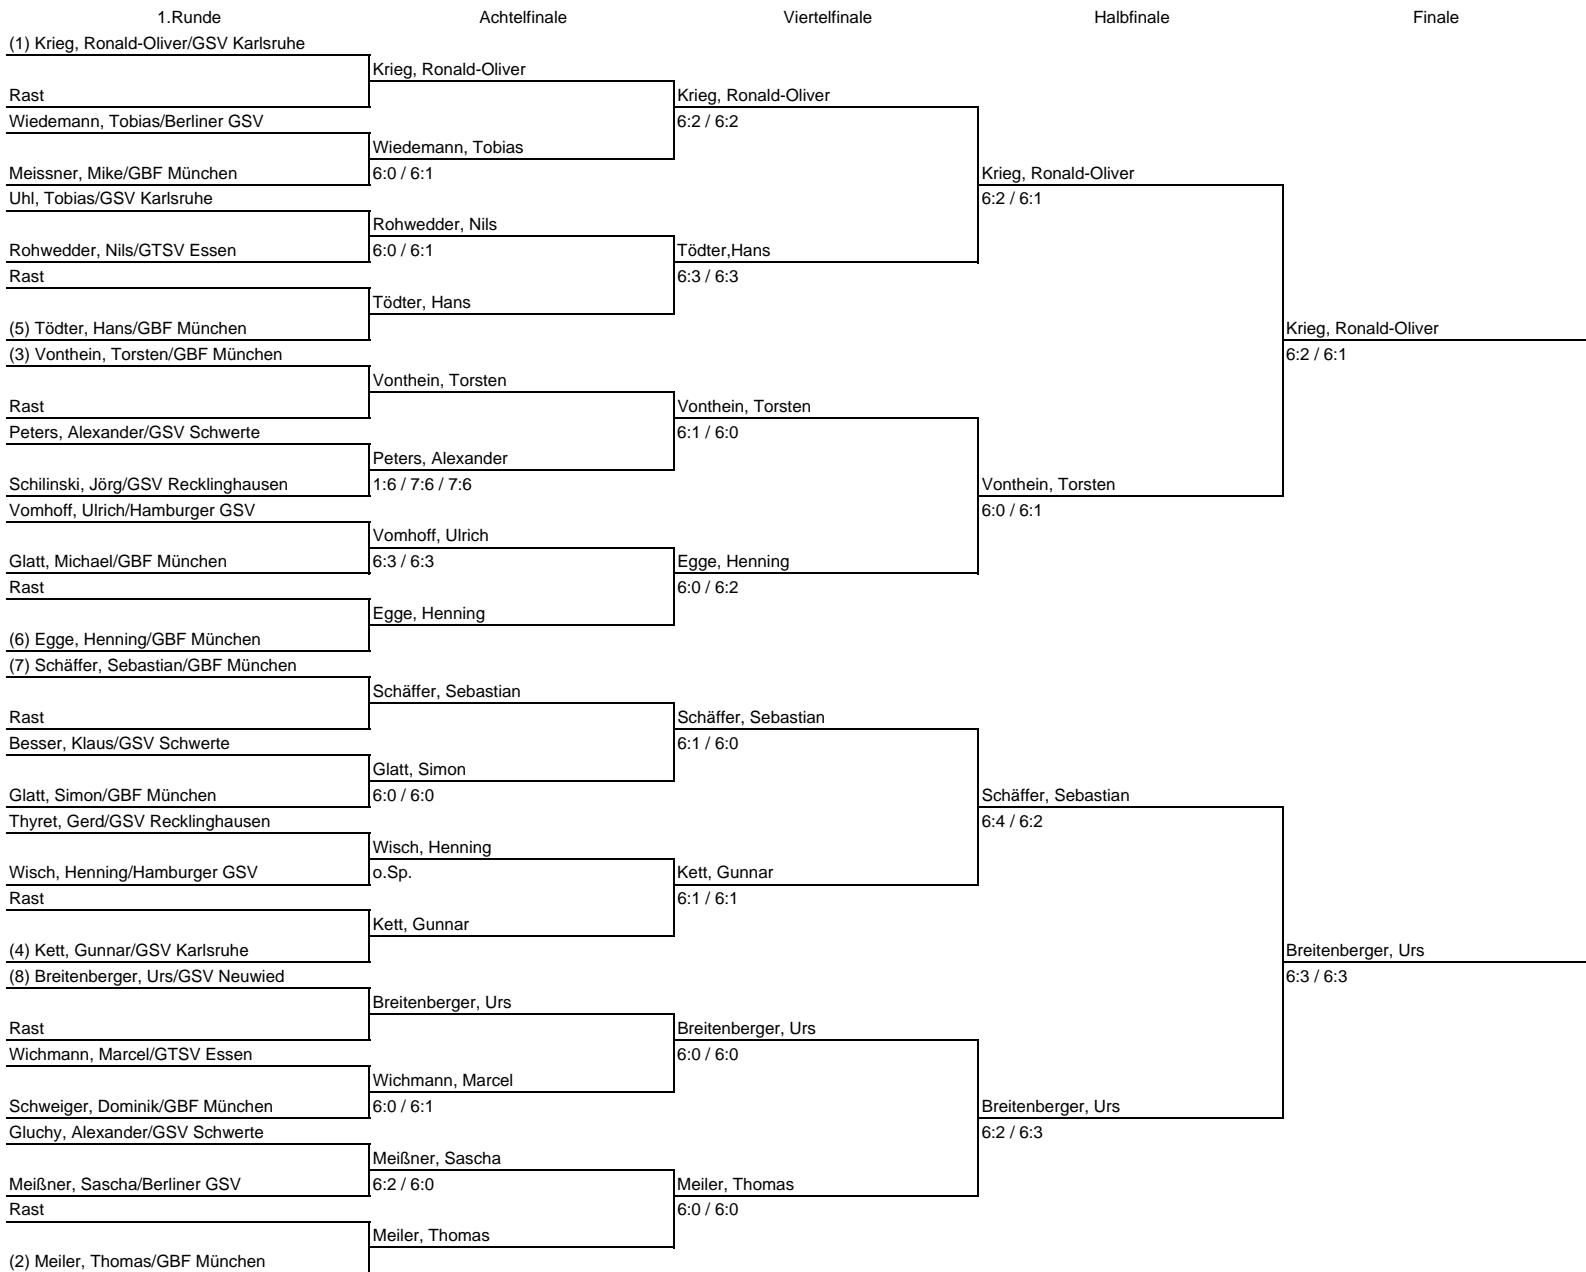 1.Runde
Achtelfinale
Viertelfinale
Halbfinale
Finale
(1) Krieg, Ronald-Oliver/GSV Karlsruhe
Krieg, Ronald-Oliver
Rast
Krieg, Ronald-Oliver
Wiedemann, Tobias/Berliner GSV
6:2 / 6:2
Wiedemann, Tobias
Meissner, Mike/GBF München
6:0 / 6:1
Krieg, Ronald-Oliver
Uhl, Tobias/GSV Karlsruhe
6:2 / 6:1
Rohwedder, Nils
Rohwedder, Nils/GTSV Essen
6:0 / 6:1
Tödter,Hans
Rast
6:3 / 6:3
Tödter, Hans
(5) Tödter, Hans/GBF München
Krieg, Ronald-Oliver
(3) Vonthein, Torsten/GBF München
6:2 / 6:1
Vonthein, Torsten
Rast
Vonthein, Torsten
Peters, Alexander/GSV Schwerte
6:1 / 6:0
Peters, Alexander
Schilinski, Jörg/GSV Recklinghausen
1:6 / 7:6 / 7:6
Vonthein, Torsten
Vomhoff, Ulrich/Hamburger GSV
6:0 / 6:1
Vomhoff, Ulrich
Glatt, Michael/GBF München
6:3 / 6:3
Egge, Henning
Rast
6:0 / 6:2
Egge, Henning
(6) Egge, Henning/GBF München
(7) Schäffer, Sebastian/GBF München
Schäffer, Sebastian
Rast
Schäffer, Sebastian
Besser, Klaus/GSV Schwerte
6:1 / 6:0
Glatt, Simon
Glatt, Simon/GBF München
6:0 / 6:0
Schäffer, Sebastian
Thyret, Gerd/GSV Recklinghausen
6:4 / 6:2
Wisch, Henning
Wisch, Henning/Hamburger GSV
o.Sp.
Kett, Gunnar
Rast
6:1 / 6:1
Kett, Gunnar
(4) Kett, Gunnar/GSV Karlsruhe
Breitenberger, Urs
(8) Breitenberger, Urs/GSV Neuwied
6:3 / 6:3
Breitenberger, Urs
Rast
Breitenberger, Urs
Wichmann, Marcel/GTSV Essen
6:0 / 6:0
Wichmann, Marcel
Schweiger, Dominik/GBF München
6:0 / 6:1
Breitenberger, Urs
Gluchy, Alexander/GSV Schwerte
6:2 / 6:3
Meißner, Sascha
Meißner, Sascha/Berliner GSV
6:2 / 6:0
Meiler, Thomas
Rast
6:0 / 6:0
Meiler, Thomas
(2) Meiler, Thomas/GBF München